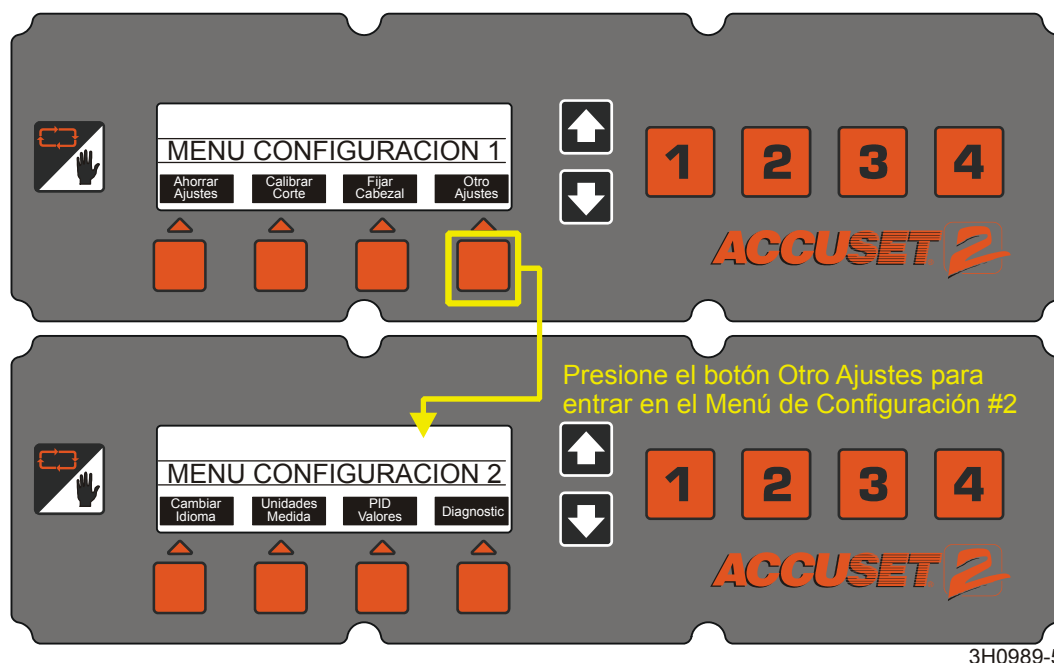 MENU CONFIGURACION 1
Ahorrar Ajustes
Calibrar Corte
Fijar Cabezal
Otro Ajustes
1 2 3 4
ACCUSET 2
Presione el botón Otro Ajustes para
entrar en el Menú de Configuración #2
MENU CONFIGURACION 2
Cambiar Idioma
Unidades Medida
PID Valores
Diagnostic
1 2 3 4
ACCUSET 2
3H0989-5